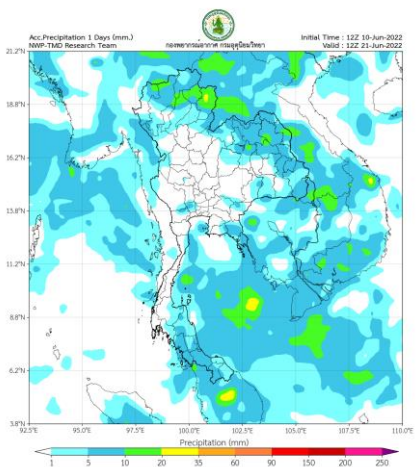 Acc.Precipitation 1 Days (mm.)
NWP-TMD Research Team
กองพยากรณ์อากาศ กรมอุตุนิยมวิทยา
Initial Time : 12Z 10-Jun-2022
Valid : 12Z 21-Jun-2022
21.2°N
18.8°N
16.2°N
13.8°N
11.2°N
8.8°N
6.2°N
3.8°N
92.5°E 95.0°E 97.5°E 100.0°E 102.5°E 105.0°E 107.5°E 110.0°E
Precipitation (mm)
1 5 10 20 35 60 90 150 200 250